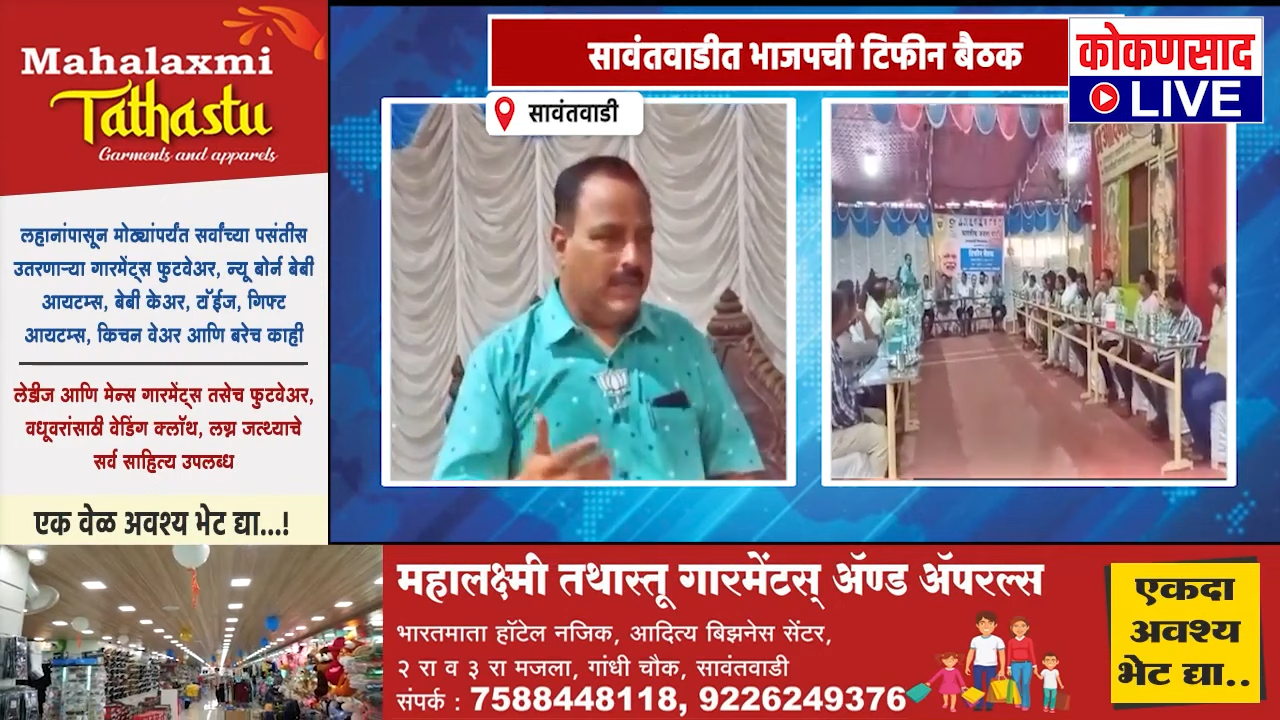 Mahalaxmi
Tathastu
Garments and apparels
लहानांपासून मोठ्यांपर्यंत सर्वांच्या पसंतीस
उतरणाऱ्या गारमेंट्स फुटवेअर, न्यू बोर्न बेबी
आयटम्स, बेबी केअर, टॉईज, गिफ्ट
आयटम्स, किचन वेअर आणि बरेच काही
लेडीज आणि मेन्स गारमेंट्स तसेच फुटवेअर,
वधूवरांसाठी वेडिंग क्लॉथ, लग्न जत्थ्याचे
सर्व साहित्य उपलब्ध
एक वेळ अवश्य भेट द्या...!
सावंतवाडीत भाजपची टिफीन बैठक
कोकणसाद
LIVE
सावंतवाडी
महालक्ष्मी तथास्तू गारमेंटस् ॲण्ड ॲपरल्स
भारतमाता हॉटेल नजिक, आदित्य बिझनेस सेंटर,
२ रा व ३ रा मजला, गांधी चौक, सावंतवाडी
संपर्क : 7588448118, 9226249376
एकदा
अवश्य
भेट द्या..